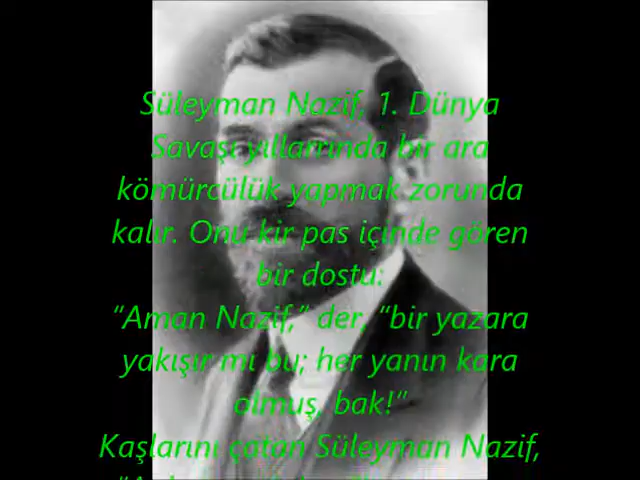 Süleyman Nazif, 1. Dünya
Savaşı yıllarında bir ara
kömürcülük yapmak zorunda
kalır. Onu kir pas içinde gören
bir dostu:
“Aman Nazif,” der, “bir yazara
yakışır mı bu; her yanın kara
olmuş, bak!”
Kaşlarını çatan Süleyman Nazif,